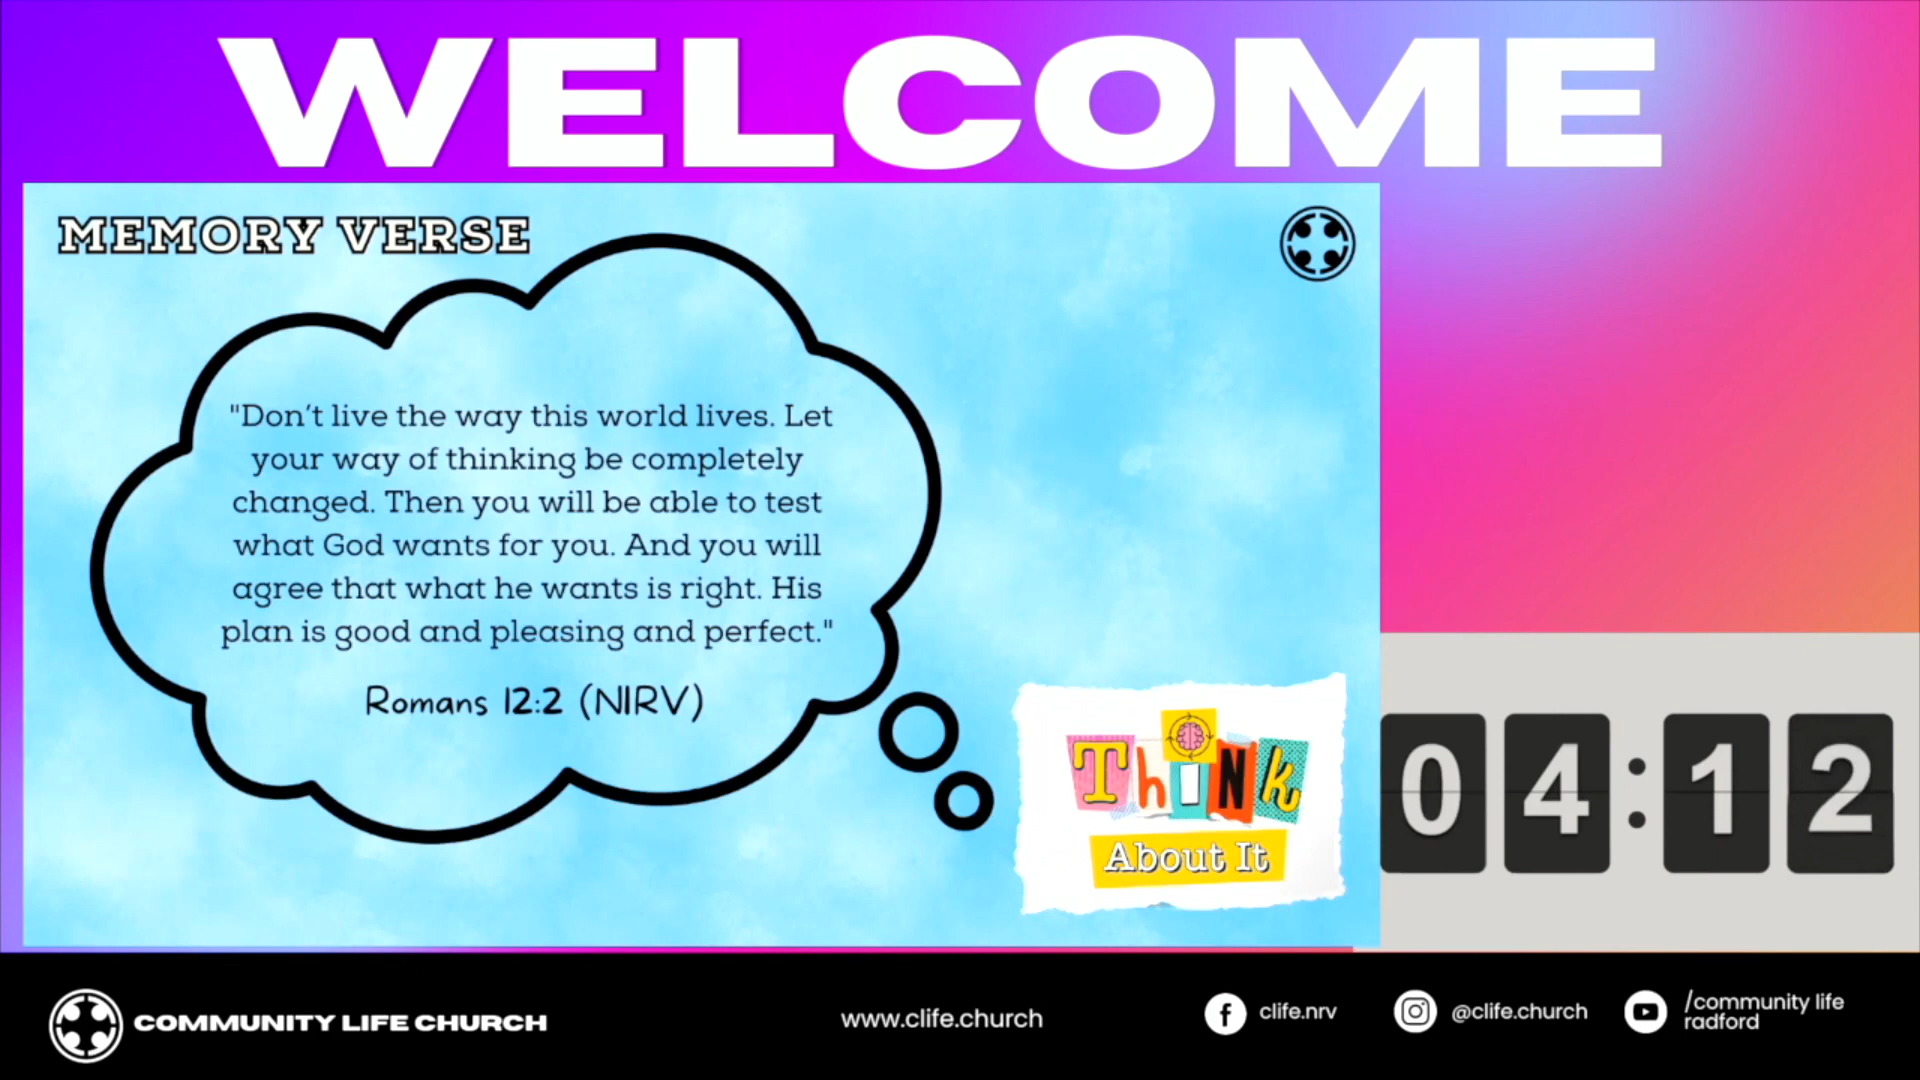 WELCOME
MEMORY VERSE
"Don't live the way this world lives. Let
your way of thinking be completely
changed. Then you will be able to test
what God wants for you. And you will
agree that what he wants is right. His
plan is good and pleasing and perfect."
Romans 12:2 (NIRV)
ThiNk
About It
04:12
COMMUNITY LIFE CHURCH
www.clife.church
clife.nrv
@clife.church
/community life
radford